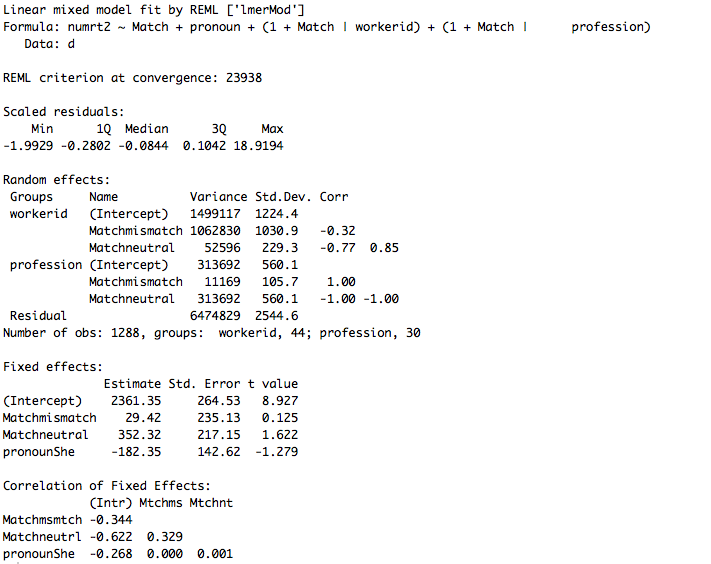 Linear mixed model fit by REML ['lmerMod']
Formula: numrt2 ~ Match + pronoun + (1 + Match | workerid) + (1 + Match |      profession)
   Data: d
REML criterion at convergence: 23938
Scaled residuals:
    Min      1Q  Median      3Q     Max
-1.9929 -0.2802 -0.0844  0.1042 18.9194
Random effects:
 Groups     Name          Variance Std.Dev. Corr
 workerid   (Intercept)   1499117  1224.4
            Matchmismatch 1062830  1030.9   -0.32
            Matchneutral    52596   229.3   -0.77  0.85
 profession (Intercept)    313692   560.1
            Matchmismatch   11169   105.7    1.00
            Matchneutral   313692   560.1   -1.00 -1.00
 Residual                 6474829  2544.6
Number of obs: 1288, groups:  workerid, 44; profession, 30
Fixed effects:
              Estimate Std. Error t value
(Intercept)    2361.35     264.53   8.927
Matchmismatch    29.42     235.13   0.125
Matchneutral    352.32     217.15   1.622
pronounShe     -182.35     142.62  -1.279
Correlation of Fixed Effects:
            (Intr) Mtchms Mtchnt
Matchmsmtch -0.344
Matchneutrl -0.622  0.329
pronounShe  -0.268  0.000  0.001